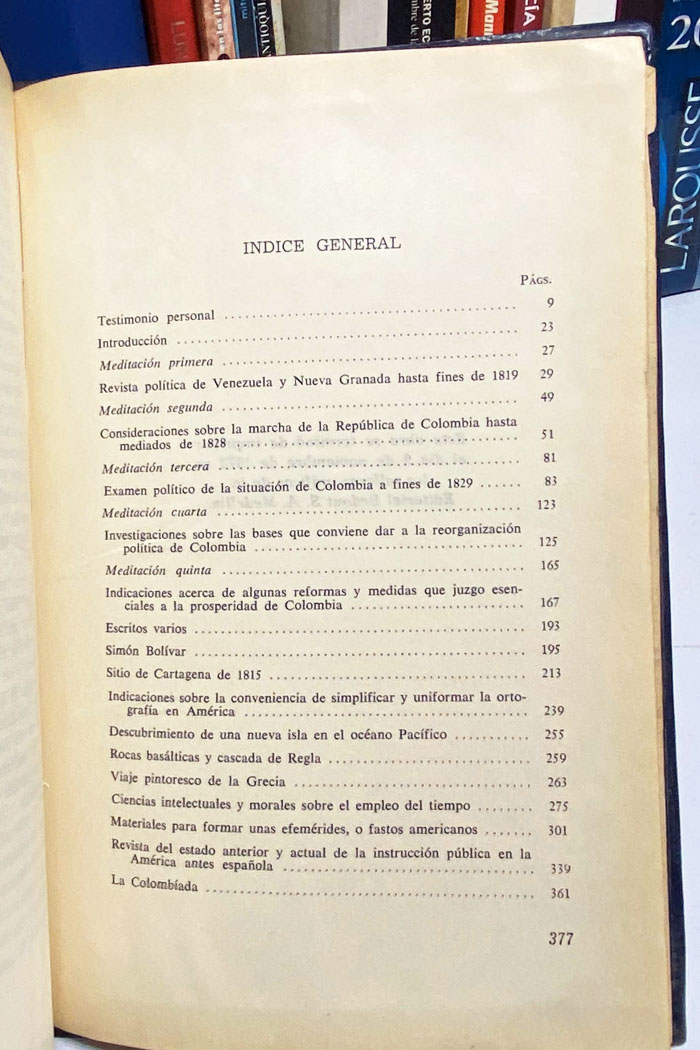 LAROUSSE
INDICE GENERAL
PÁGS.
Testimonio personal .......... 9
Introducción .......... 23
Meditación primera .......... 27
Revista política de Venezuela y Nueva Granada hasta fines de 1819 29
Meditación segunda .......... 49
Consideraciones sobre la marcha de la República de Colombia hasta
mediados de 1828 .......... 51
Meditación tercera .......... 81
Examen político de la situación de Colombia a fines de 1829 ...... 83
Meditación cuarta .......... 123
Investigaciones sobre las bases que conviene dar a la reorganización
política de Colombia .......... 125
Meditación quinta .......... 165
Indicaciones acerca de algunas reformas y medidas que juzgo esen-
ciales a la prosperidad de Colombia .......... 167
Escritos varios .......... 193
Simón Bolívar .......... 195
Sitio de Cartagena de 1815 .......... 213
Indicaciones sobre la conveniencia de simplificar y uniformar la orto-
grafía en América .......... 239
Descubrimiento de una nueva isla en el océano Pacífico .......... 255
Rocas basálticas y cascada de Regla .......... 259
Viaje pintoresco de la Grecia .......... 263
Ciencias intelectuales y morales sobre el empleo del tiempo ........ 275
Materiales para formar unas efemérides, o fastos americanos ....... 301
Revista del estado anterior y actual de la instrucción pública en la
América antes española .......... 339
La Colombíada .......... 361
377